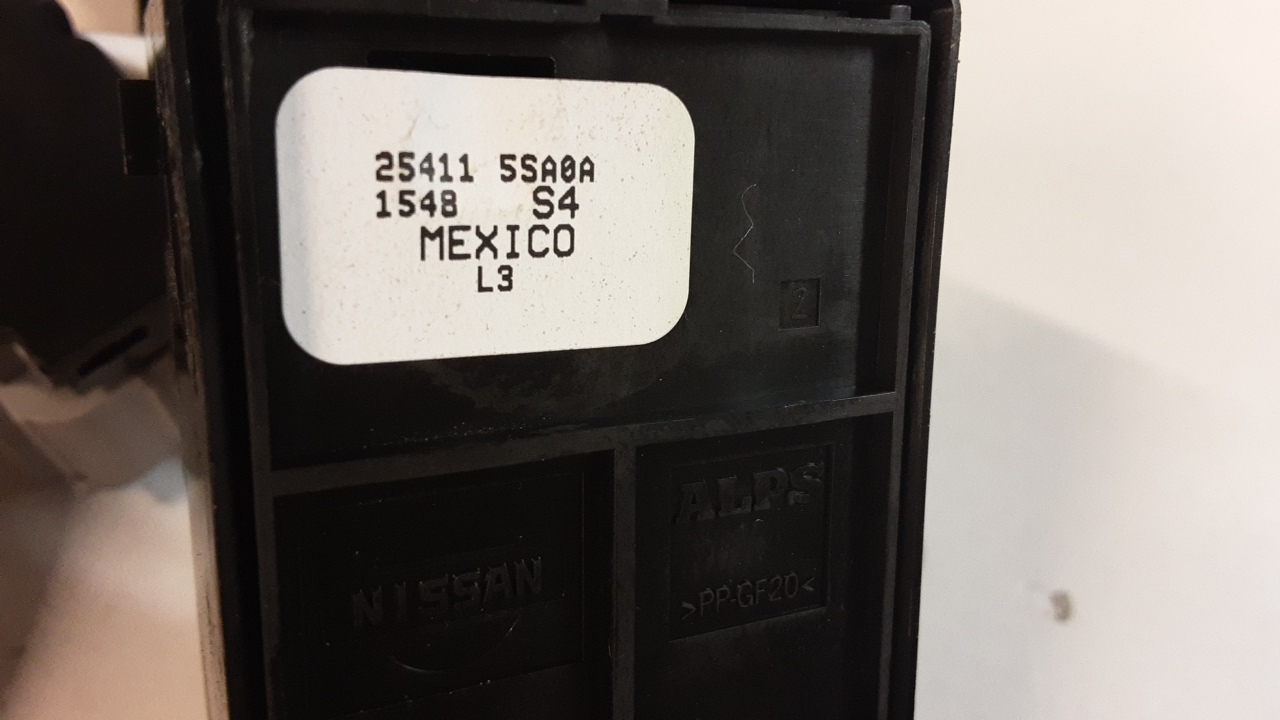 25411 5SA0A
1548 S4
MEXICO
L3
2
ALPS
NISSAN
>PP-GF20<